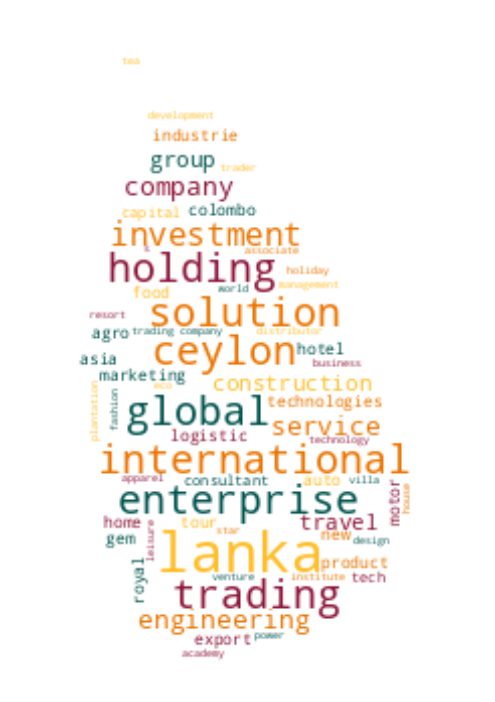 tea
development
industrie
group trader
company
capital colombo
investment
s associate
holding holiday
world management
food
resort solution
agro trading company distributor
asia ceylon hotel
business
marketing eco construction
plantation fashion global technologies
logistic service
technology
international
apparel consultant auto villa
enterprise motor house
home tour travel
gem leisure star new design
lanka product
royal venture institute tech
trading
engineering
export power
academy